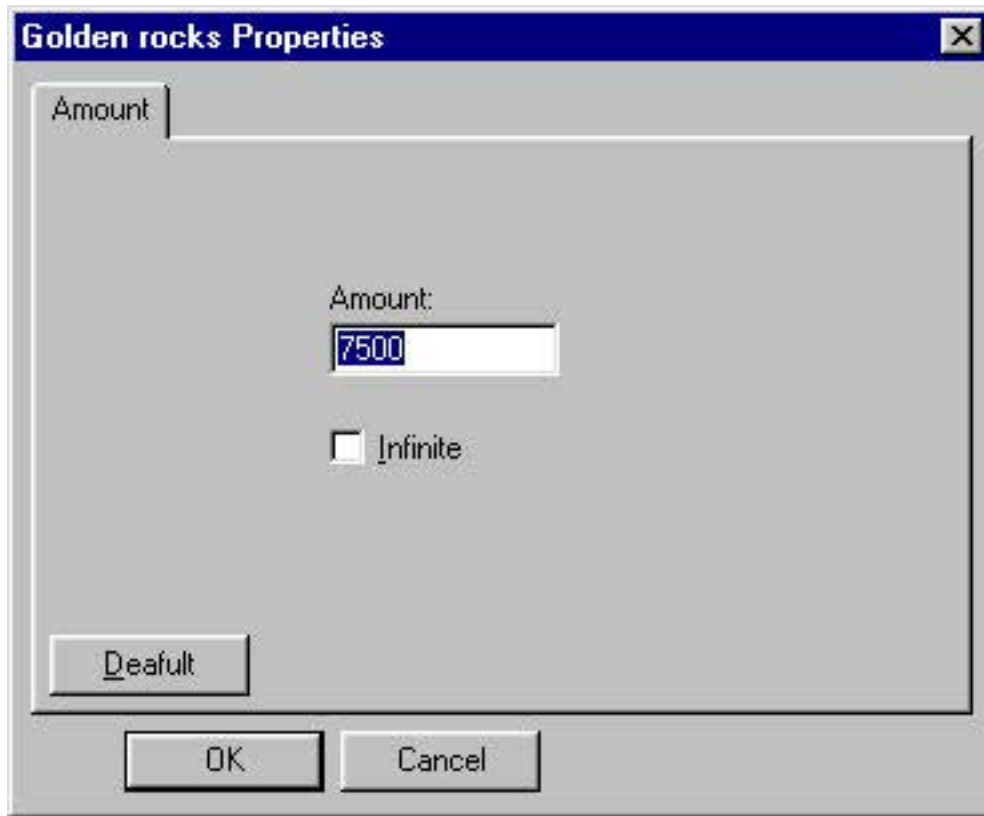 Golden rocks Properties
Amount
Amount:
7500
Infinite
Deafult
OK Cancel